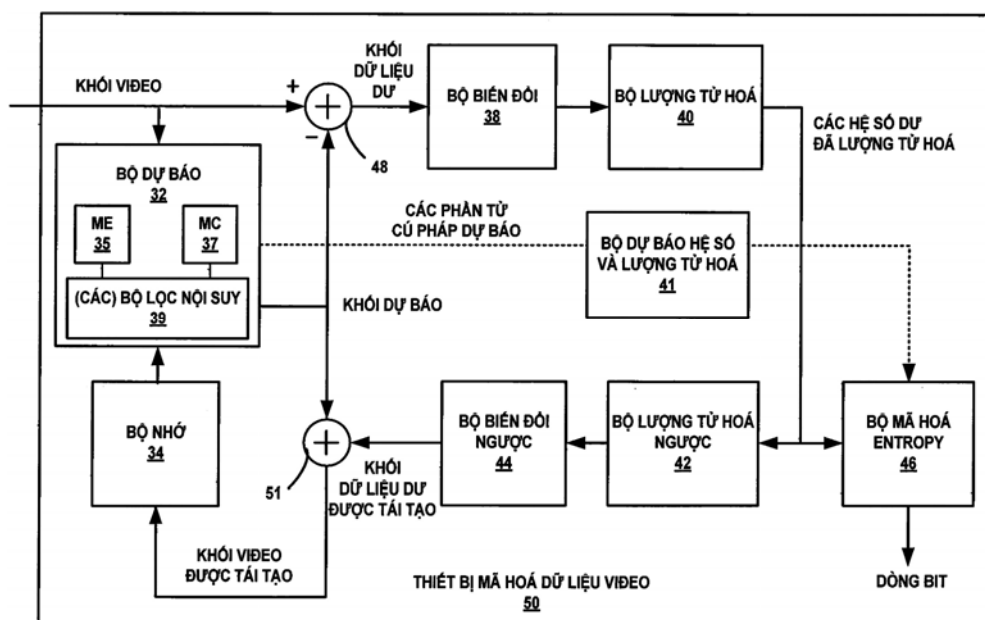 KHỐI VIĐEO
KHỐI
DỮ LIỆU
DƯ
+
−
48
BỘ BIẾN ĐỔI
38
BỘ LƯỢNG TỬ HOÁ
40
CÁC HỆ SỐ DƯ
ĐÃ LƯỢNG TỬ HOÁ
BỘ DỰ BÁO
32
ME
35
MC
37
(CÁC) BỘ LỌC NỘI SUY
39
CÁC PHẦN TỬ
CÚ PHÁP DỰ BÁO
BỘ DỰ BÁO HỆ SỐ
VÀ LƯỢNG TỬ HOÁ
41
KHỐI DỰ BÁO
BỘ NHỚ
34
51
BỘ BIẾN ĐỔI
NGƯỢC
44
BỘ LƯỢNG TỬ HOÁ
NGƯỢC
42
BỘ MÃ HOÁ
ENTROPY
46
KHỐI
DỮ LIỆU DƯ
ĐƯỢC TÁI TẠO
KHỐI VIĐEO
ĐƯỢC TÁI TẠO
THIẾT BỊ MÃ HOÁ DỮ LIỆU VIĐEO
50
DÒNG BIT